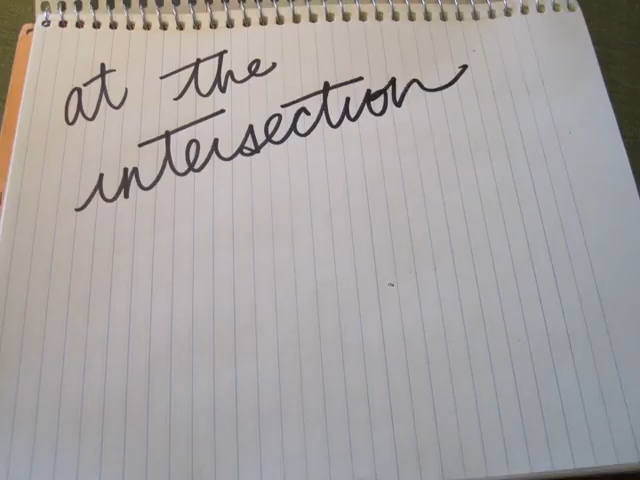 at the
intersection